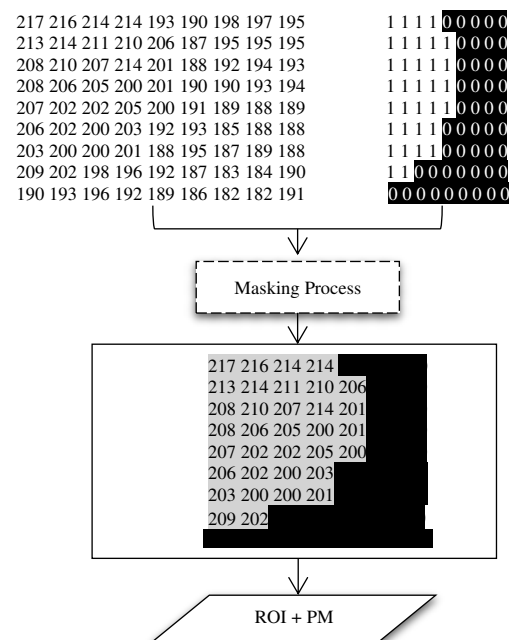 217 216 214 214 193 190 198 197 195 1 1 1 1 0 0 0 0 0
213 214 211 210 206 187 195 195 195 1 1 1 1 1 0 0 0 0
208 210 207 214 201 188 192 194 193 1 1 1 1 1 0 0 0 0
208 206 205 200 201 190 190 193 194 1 1 1 1 1 0 0 0 0
207 202 202 205 200 191 189 188 189 1 1 1 1 1 0 0 0 0
206 202 200 203 192 193 185 188 188 1 1 1 1 0 0 0 0 0
203 200 200 201 188 195 187 189 188 1 1 1 1 0 0 0 0 0
209 202 198 196 192 187 183 184 190 1 1 0 0 0 0 0 0 0
190 193 196 192 189 186 182 182 191 0 0 0 0 0 0 0 0 0
Masking Process
217 216 214 214
213 214 211 210 206
208 210 207 214 201
208 206 205 200 201
207 202 202 205 200
206 202 200 203
203 200 200 201
209 202
ROI + PM